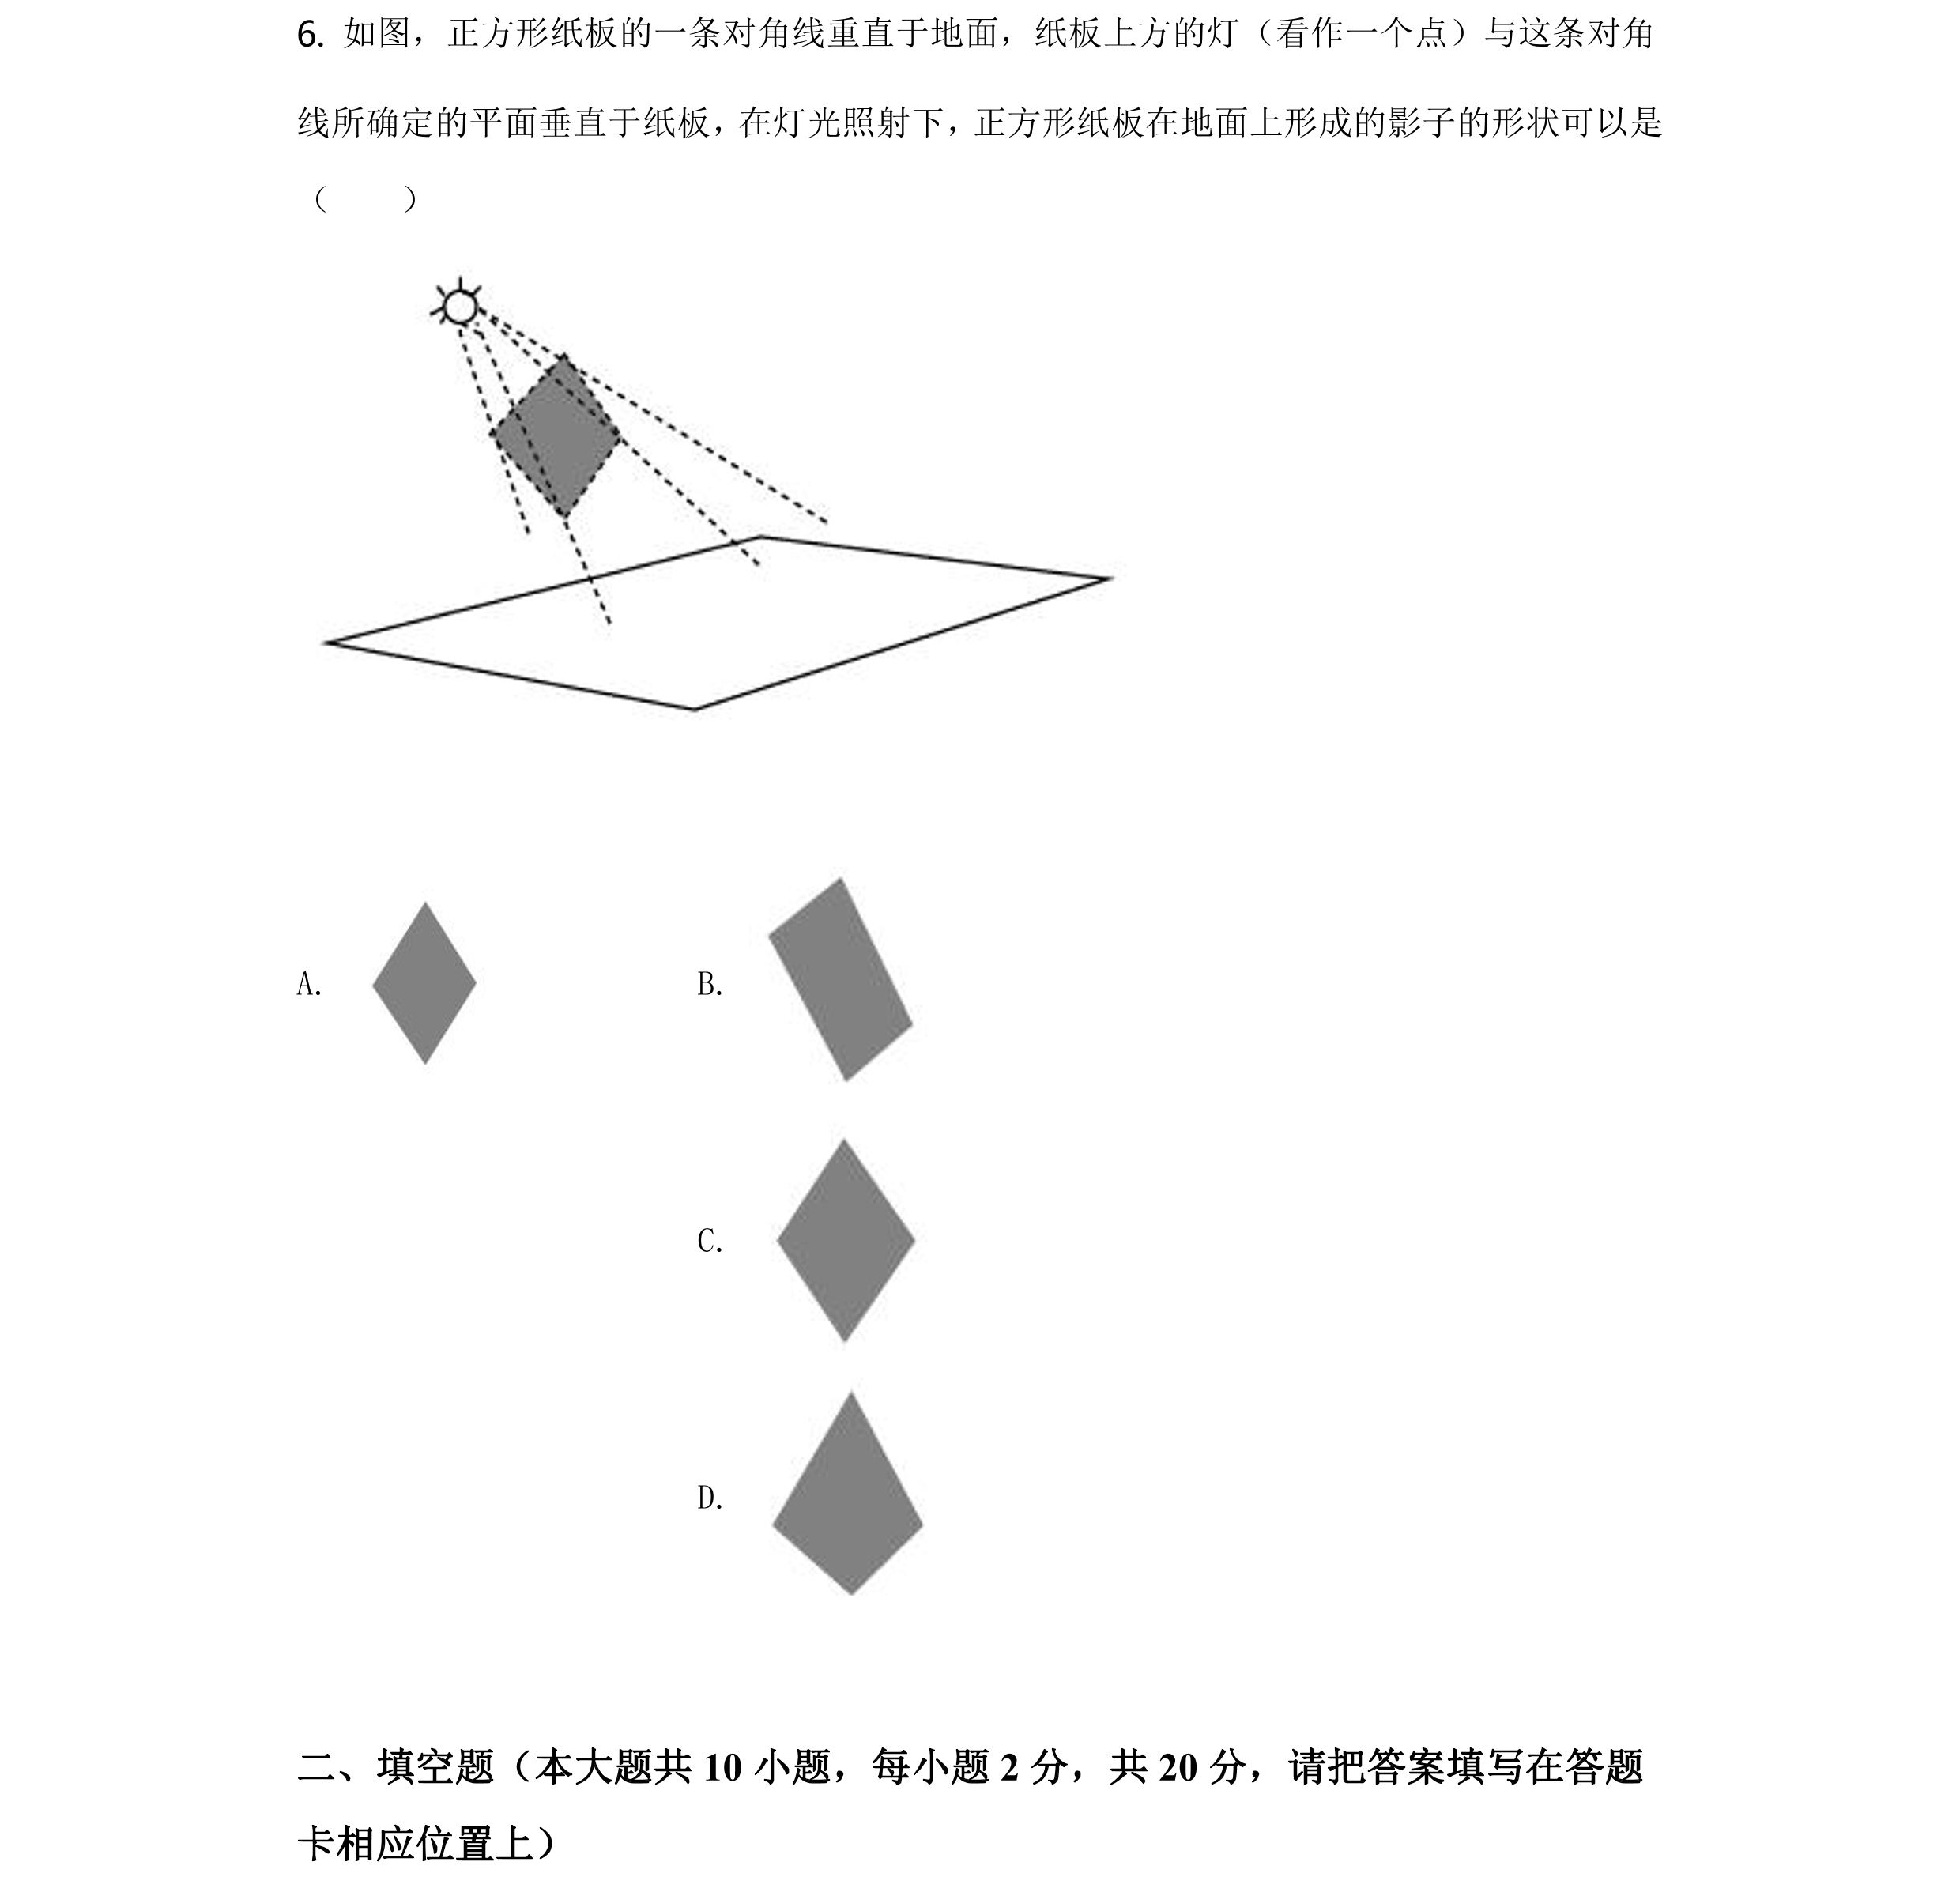 6. 如图，正方形纸板的一条对角线重直于地面，纸板上方的灯（看作一个点）与这条对角
线所确定的平面垂直于纸板，在灯光照射下，正方形纸板在地面上形成的影子的形状可以是
（ ）
A.
B.
C.
D.
二、填空题（本大题共 10 小题，每小题 2 分，共 20 分，请把答案填写在答题
卡相应位置上）